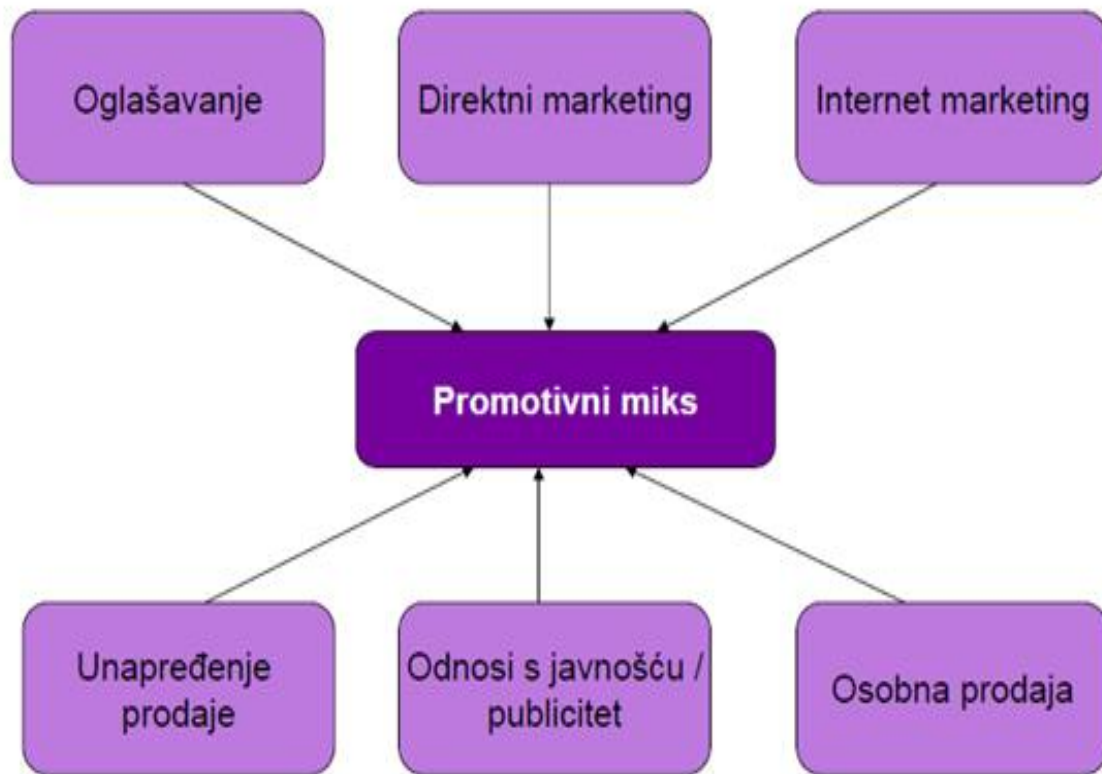 Oglašavanje
Direktni marketing
Internet marketing
Promotivni miks
Unapređenje
prodaje
Odnosi s javnošću /
publicitet
Osobna prodaja